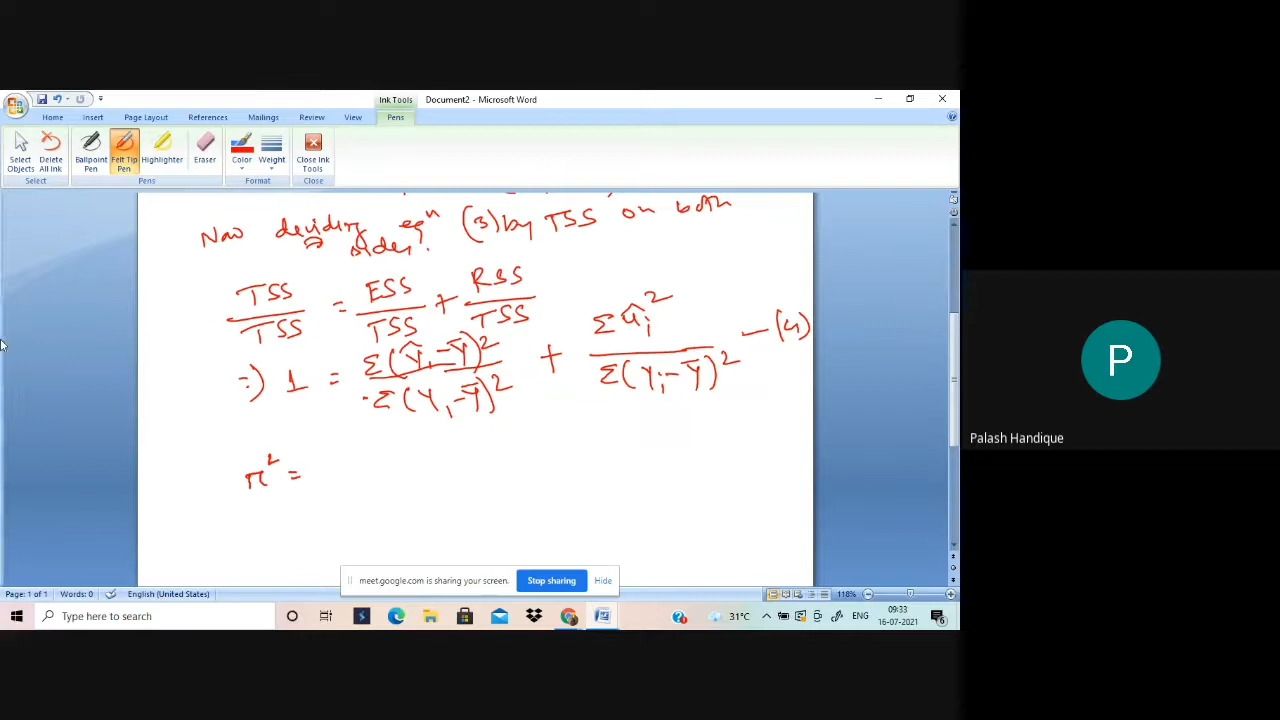 Ink Tools
Document2 - Microsoft Word
Home Insert Page Layout References Mailings Review View Pens
Select Objects
Delete All Ink
Ballpoint Pen
Felt Tip Pen
Highlighter
Eraser
Color
Weight
Close Ink Tools
Select Pens Format Close
Now deviding eqn (3) by TSS on both
sides.
TSS/TSS = ESS/TSS + RSS/TSS
=) 1 = Σ(Ŷi-Ȳ)²/Σ(Yi-Ȳ)² + Σûi²/Σ(Yi-Ȳ)² —(4)
r² =
P
Palash Handique
meet.google.com is sharing your screen. Stop sharing Hide
Page: 1 of 1 Words: 0 English (United States) 118%
Type here to search
31°C ENG 09:33
16-07-2021
6